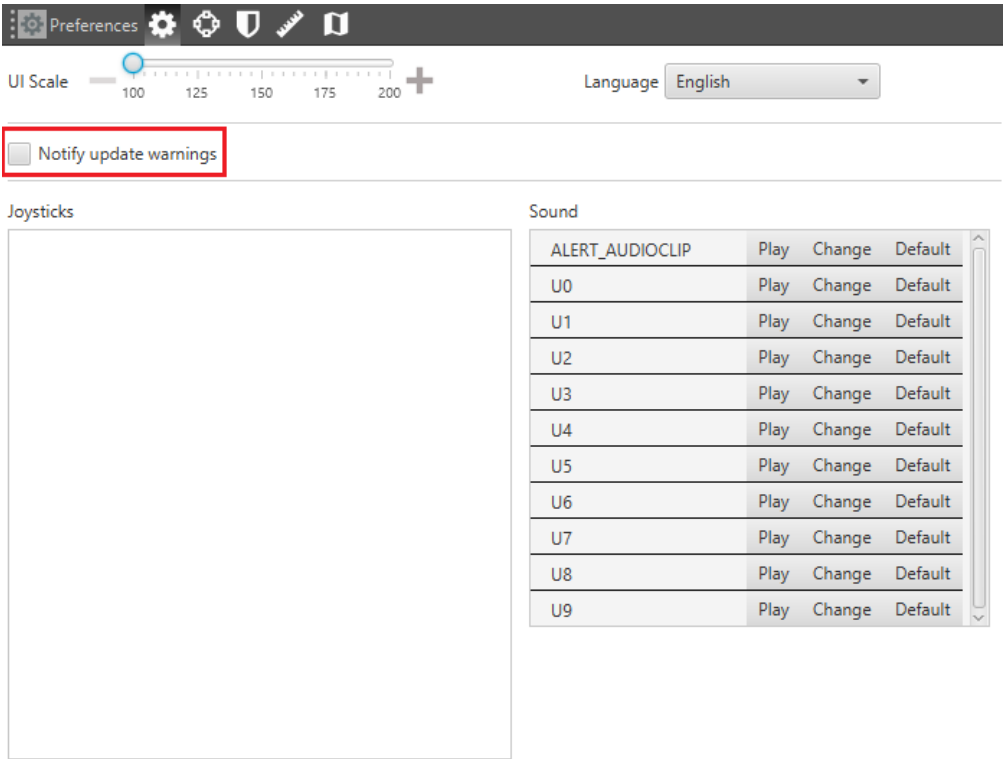 Preferences
UI Scale 100 125 150 175 200 Language English
Notify update warnings
Joysticks
Sound
ALERT_AUDIOCLIP Play Change Default
U0 Play Change Default
U1 Play Change Default
U2 Play Change Default
U3 Play Change Default
U4 Play Change Default
U5 Play Change Default
U6 Play Change Default
U7 Play Change Default
U8 Play Change Default
U9 Play Change Default